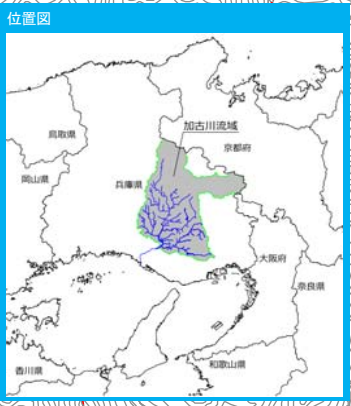 位置図
加古川流域
鳥取県
京都府
岡山県
兵庫県
大阪府
奈良県
香川県
和歌山県